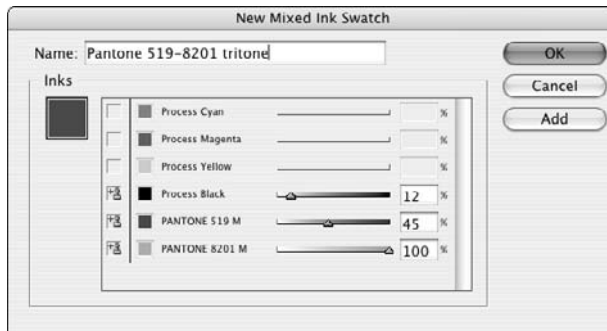 New Mixed Ink Swatch
Name: Pantone 519-8201 tritone
OK
Inks
Cancel
Add
Process Cyan %
Process Magenta %
Process Yellow %
Process Black 12 %
PANTONE 519 M 45 %
PANTONE 8201 M 100 %